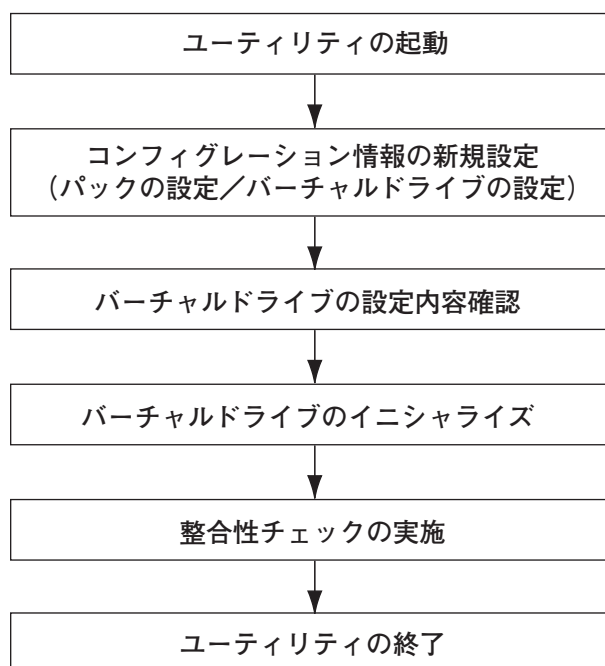 ユーティリティの起動
コンフィグレーション情報の新規設定
（パックの設定／バーチャルドライブの設定）
バーチャルドライブの設定内容確認
バーチャルドライブのイニシャライズ
整合性チェックの実施
ユーティリティの終了